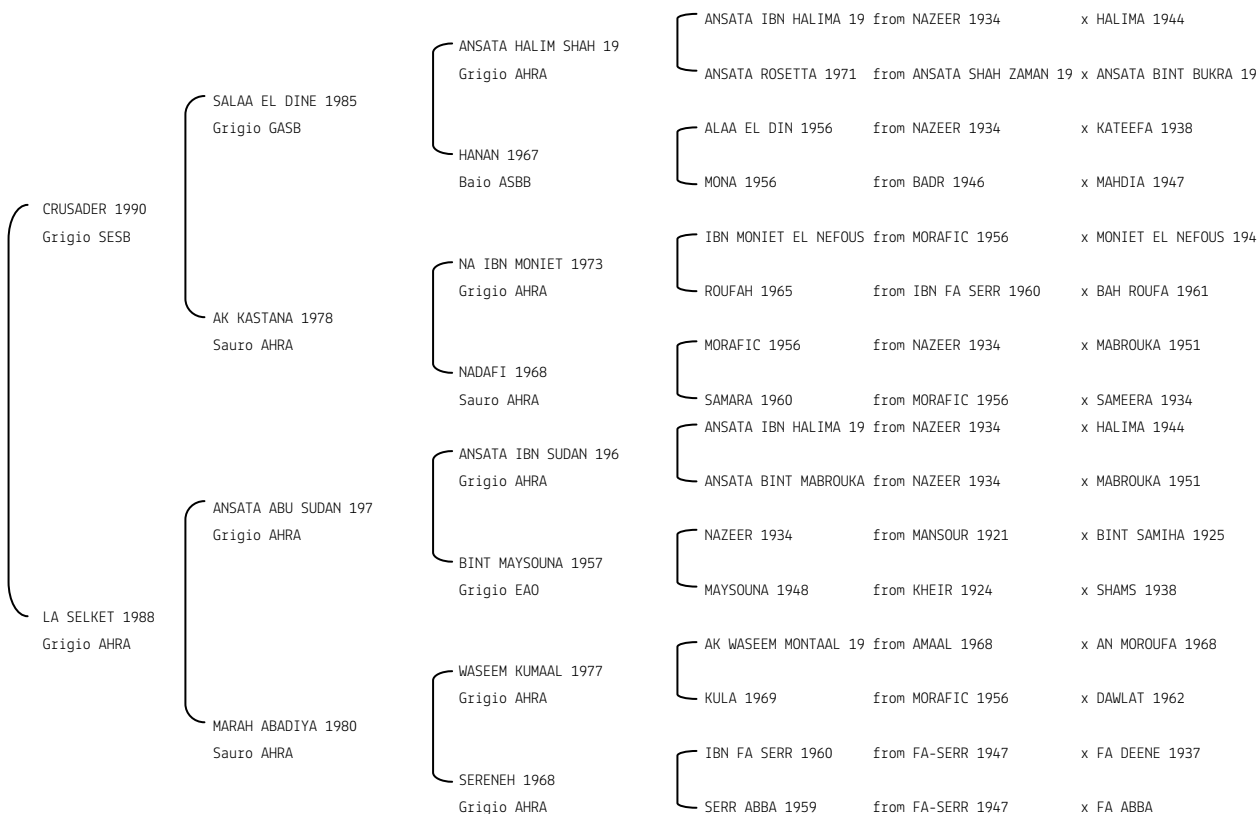 ANSATA IBN HALIMA 19 from NAZEER 1934 x HALIMA 1944
ANSATA HALIM SHAH 19
Grigio AHRA
ANSATA ROSETTA 1971 from ANSATA SHAH ZAMAN 19 x ANSATA BINT BUKRA 19
SALAA EL DINE 1985
Grigio GASB
ALAA EL DIN 1956 from NAZEER 1934 x KATEEFA 1938
HANAN 1967
Baio ASBB
MONA 1956 from BADR 1946 x MAHDIA 1947
CRUSADER 1990
Grigio SESB
IBN MONIET EL NEFOUS from MORAFIC 1956 x MONIET EL NEFOUS 194
NA IBN MONIET 1973
Grigio AHRA
ROUFAH 1965 from IBN FA SERR 1960 x BAH ROUFA 1961
AK KASTANA 1978
Sauro AHRA
MORAFIC 1956 from NAZEER 1934 x MABROUKA 1951
NADAFI 1968
Sauro AHRA
SAMARA 1960 from MORAFIC 1956 x SAMEERA 1934
ANSATA IBN HALIMA 19 from NAZEER 1934 x HALIMA 1944
ANSATA IBN SUDAN 196
Grigio AHRA
ANSATA BINT MABROUKA from NAZEER 1934 x MABROUKA 1951
ANSATA ABU SUDAN 197
Grigio AHRA
NAZEER 1934 from MANSOUR 1921 x BINT SAMIHA 1925
BINT MAYSOUNA 1957
Grigio EAO
MAYSOUNA 1948 from KHEIR 1924 x SHAMS 1938
LA SELKET 1988
Grigio AHRA
AK WASEEM MONTAAL 19 from AMAAL 1968 x AN MOROUFA 1968
WASEEM KUMAAL 1977
Grigio AHRA
KULA 1969 from MORAFIC 1956 x DAWLAT 1962
MARAH ABADIYA 1980
Sauro AHRA
IBN FA SERR 1960 from FA-SERR 1947 x FA DEENE 1937
SERENEH 1968
Grigio AHRA
SERR ABBA 1959 from FA-SERR 1947 x FA ABBA